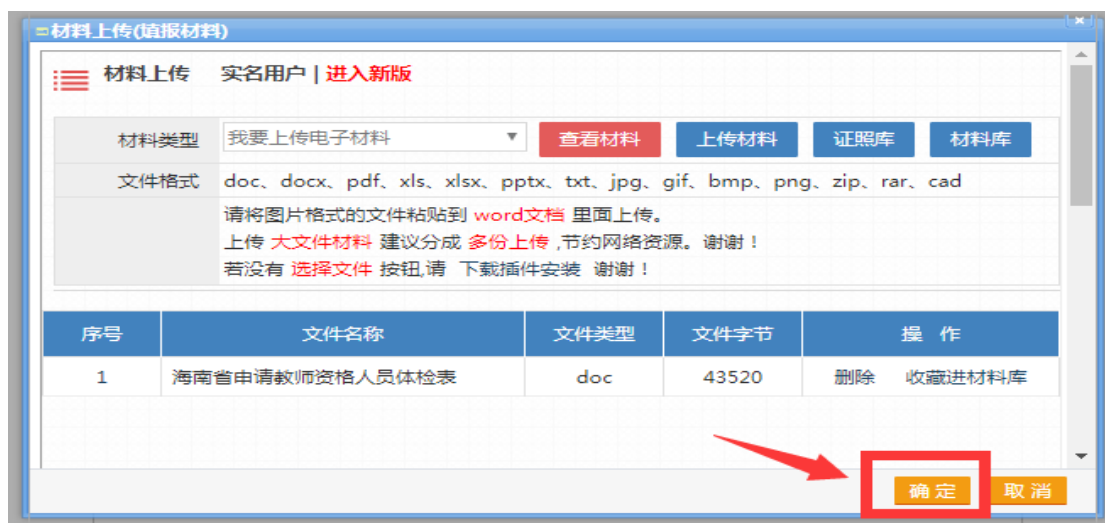 材料上传(填报材料)
材料上传 实名用户 | 进入新版
材料类型 我要上传电子材料 查看材料 上传材料 证照库 材料库
文件格式 doc、docx、pdf、xls、xlsx、pptx、txt、jpg、gif、bmp、png、zip、rar、cad
请将图片格式的文件粘贴到 word文档 里面上传。
上传 大文件材料 建议分成 多份上传 ,节约网络资源。谢谢！
若没有 选择文件 按钮,请 下载插件安装 谢谢！
序号 文件名称 文件类型 文件字节 操 作
1 海南省申请教师资格人员体检表 doc 43520 删除 收藏进材料库
确定 取消